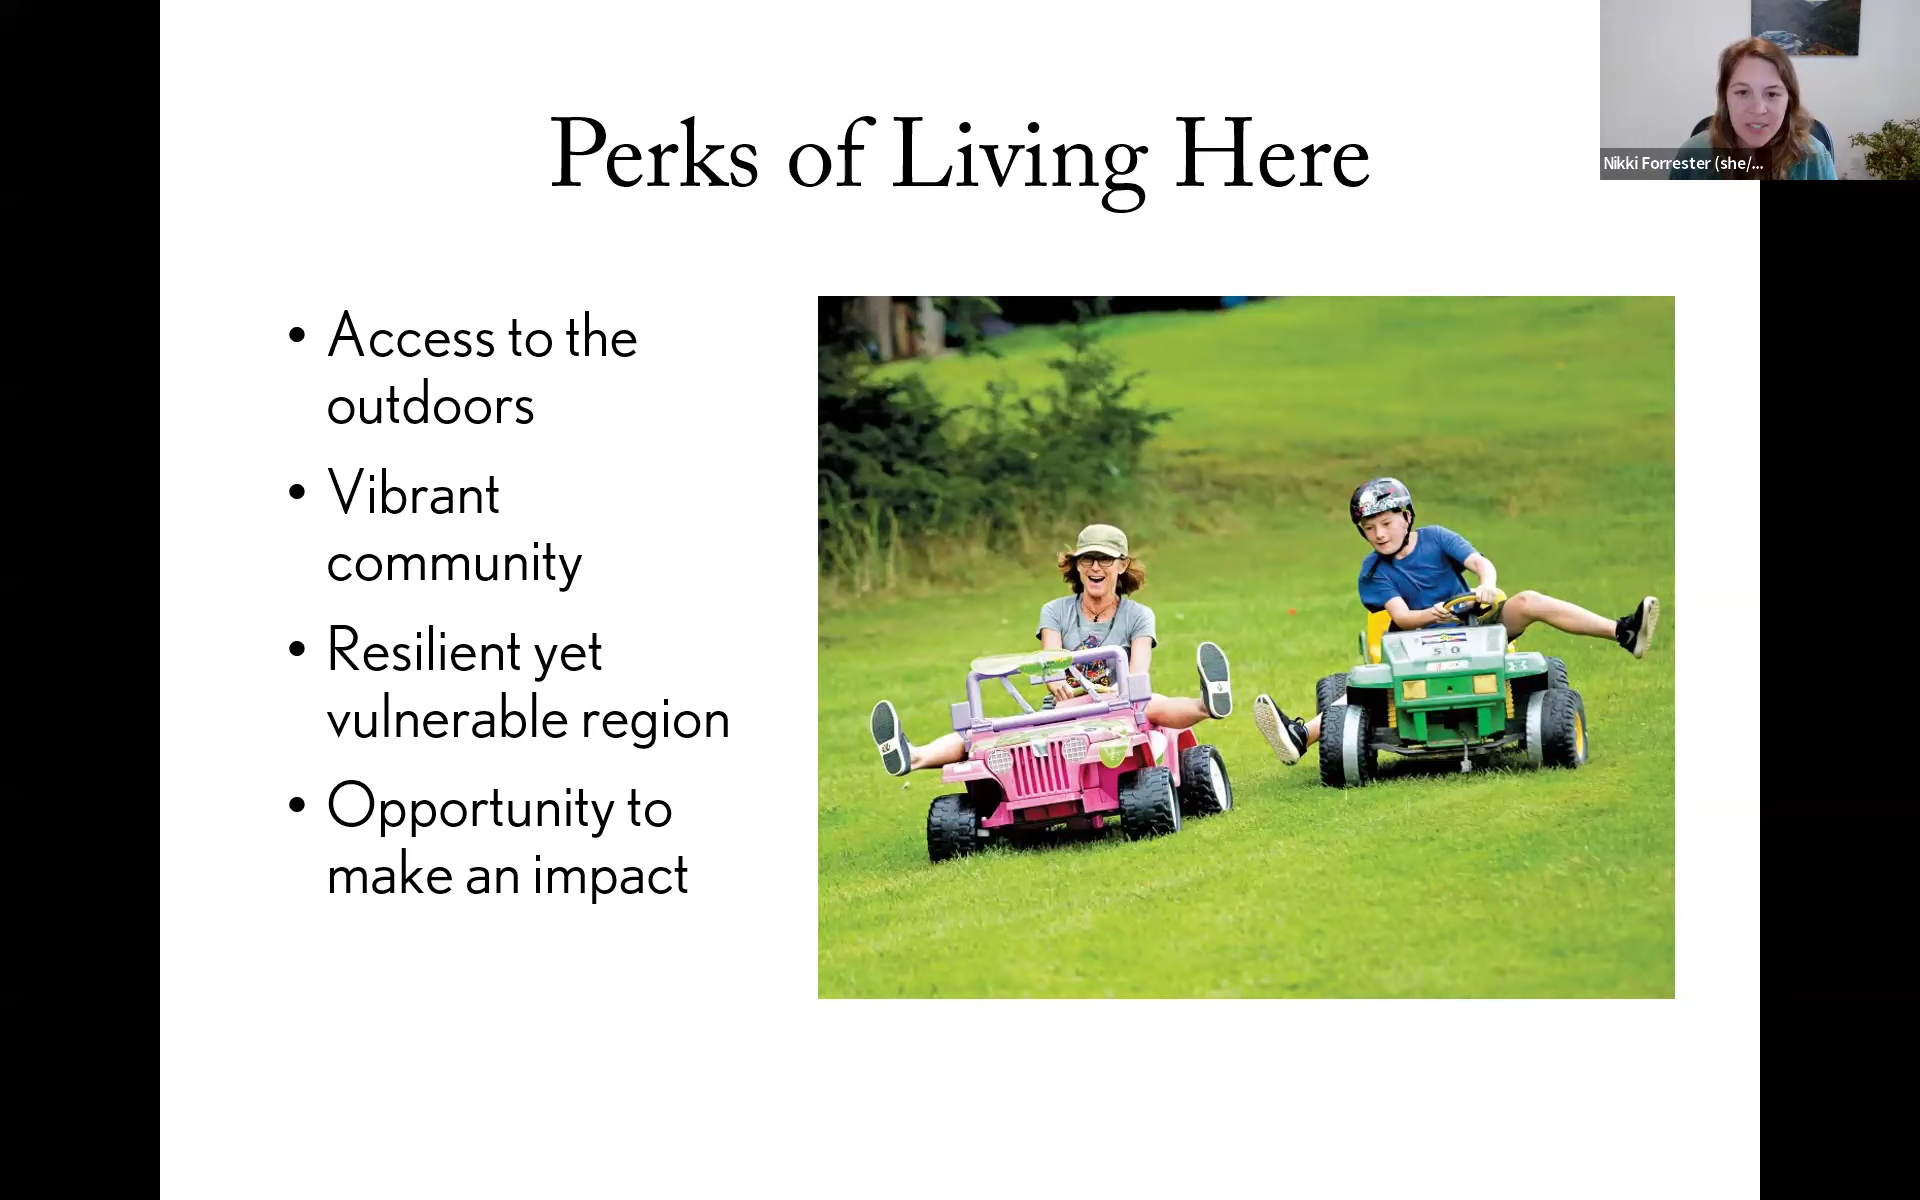 Perks of Living Here
Nikki Forrester (she/...
• Access to the
outdoors
• Vibrant
community
• Resilient yet
vulnerable region
• Opportunity to
make an impact
50